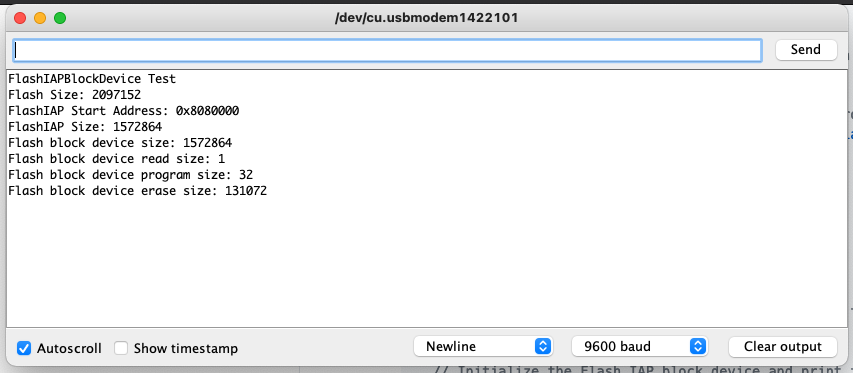 /dev/cu.usbmodem1422101
Send
FlashIAPBlockDevice Test
Flash Size: 2097152
FlashIAP Start Address: 0x8080000
FlashIAP Size: 1572864
Flash block device size: 1572864
Flash block device read size: 1
Flash block device program size: 32
Flash block device erase size: 131072
Autoscroll
Show timestamp
Newline
9600 baud
Clear output
// Initialize the Flash IAP block device and print